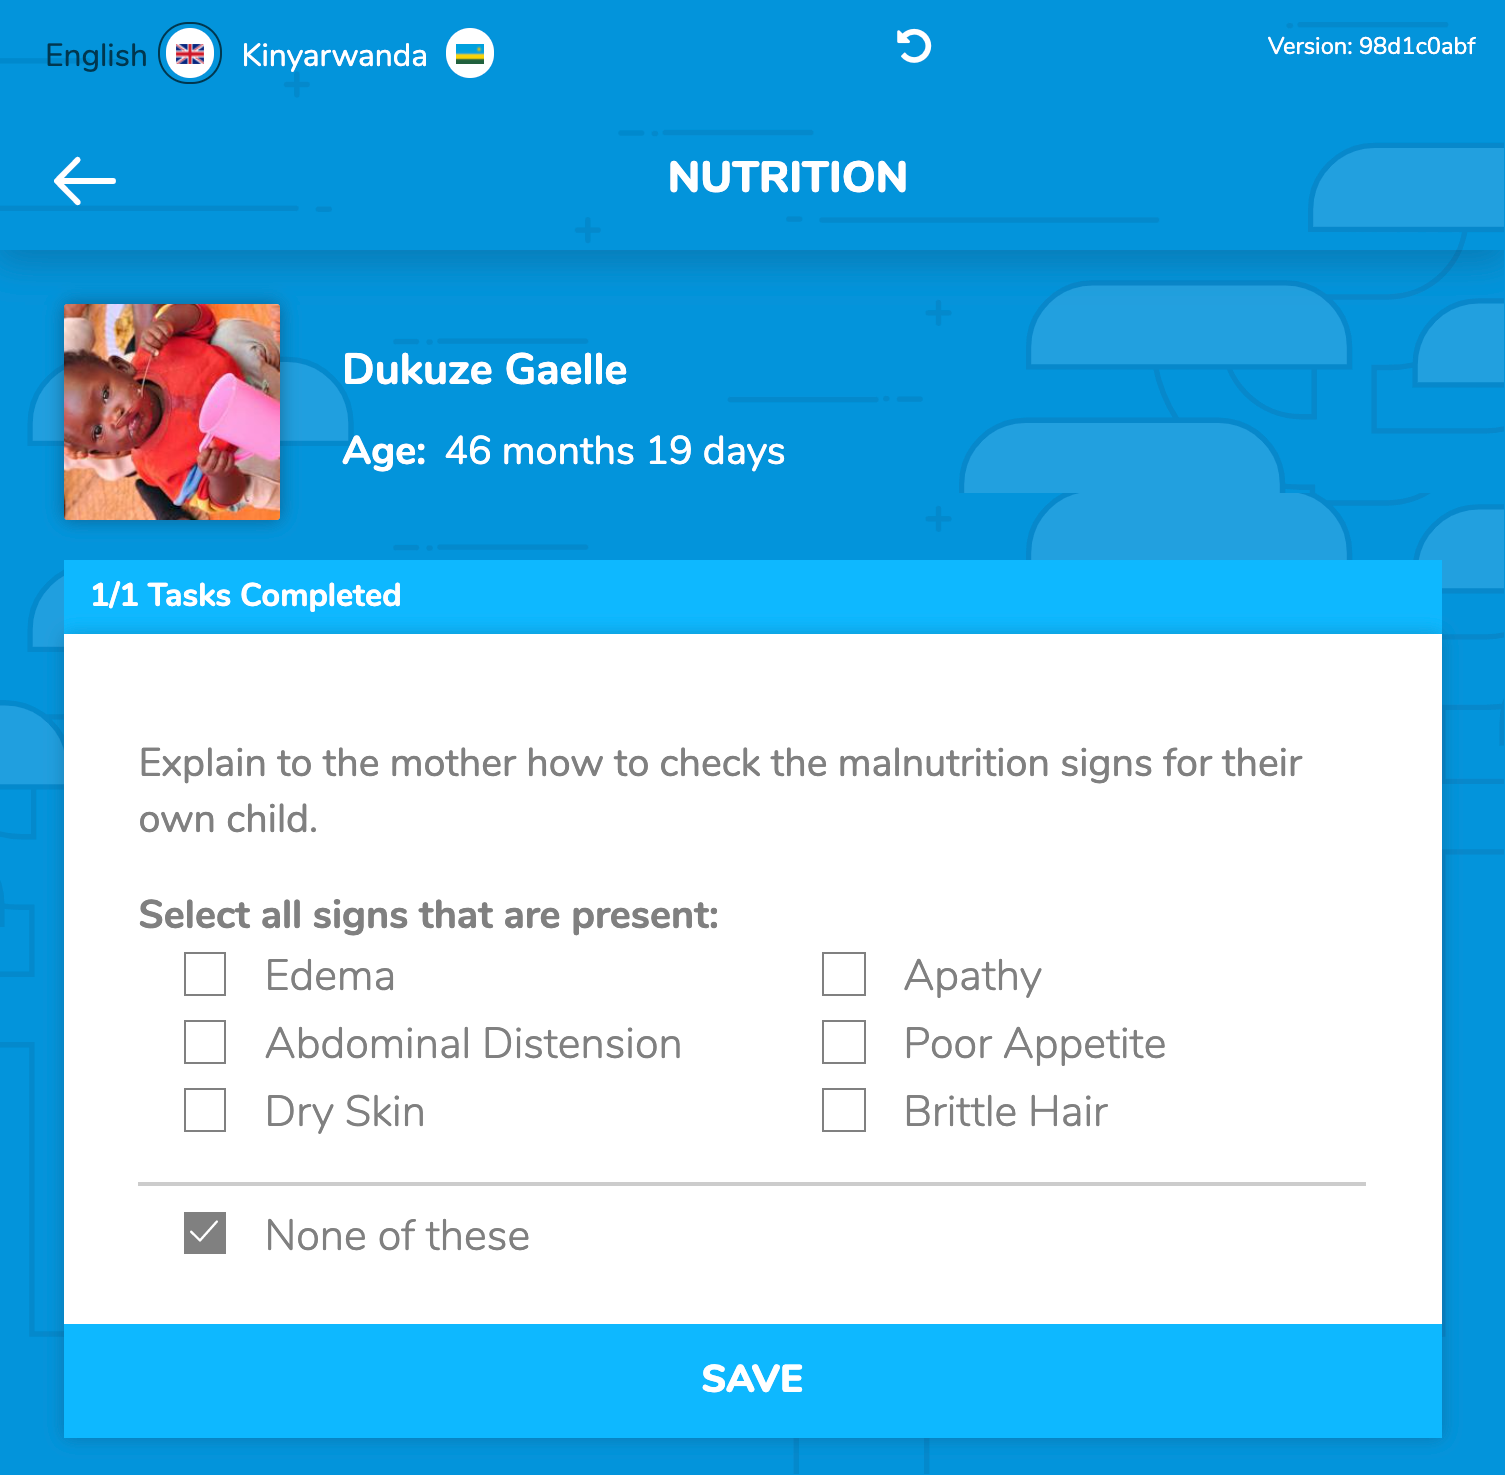 English Kinyarwanda Version: 98d1c0abf
NUTRITION
Dukuze Gaelle
Age: 46 months 19 days
1/1 Tasks Completed
Explain to the mother how to check the malnutrition signs for their
own child.
Select all signs that are present:
Edema Apathy
Abdominal Distension Poor Appetite
Dry Skin Brittle Hair
None of these
SAVE